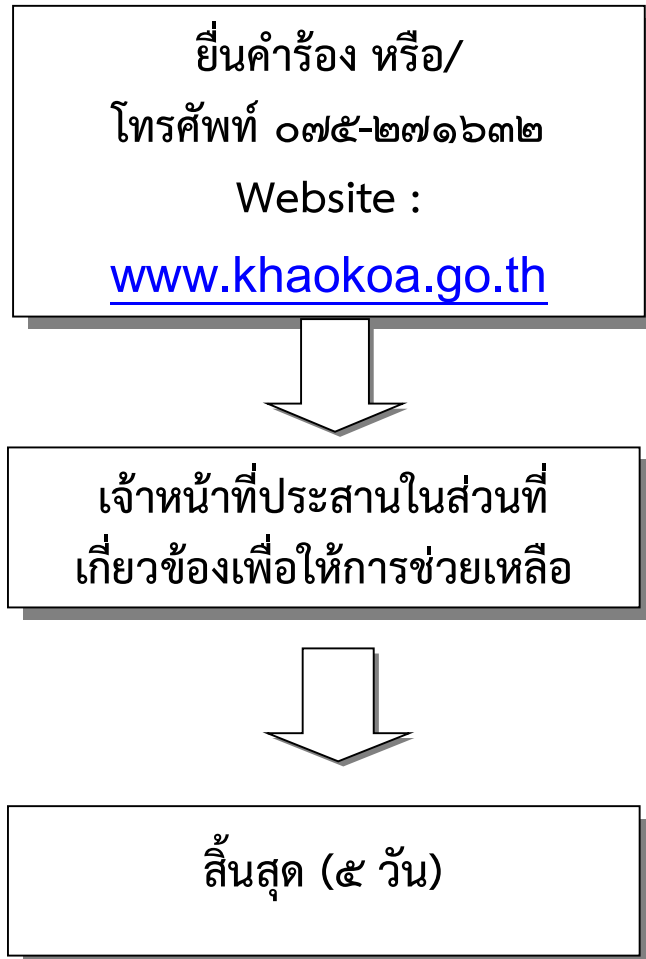 ยื่นคำร้อง หรือ/
โทรศัพท์ ๐๗๕-๒๗๑๖๓๒
Website :
www.khaokoa.go.th
เจ้าหน้าที่ประสานในส่วนที่
เกี่ยวข้องเพื่อให้การช่วยเหลือ
สิ้นสุด (๕ วัน)